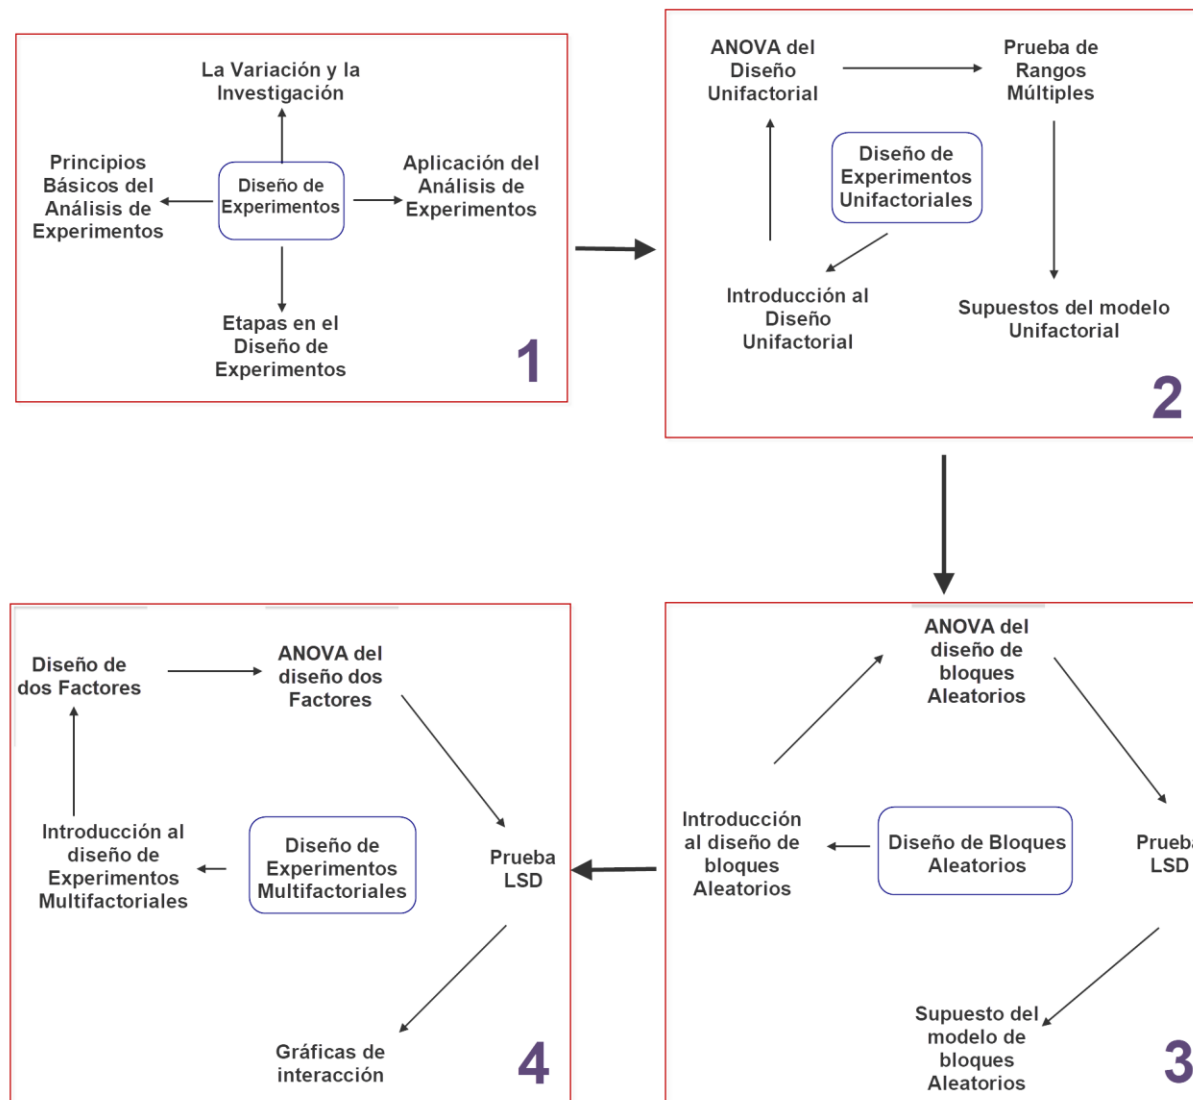 La Variación y la
Investigación
Principios
Básicos del
Análisis de
Experimentos
Diseño de
Experimentos
Aplicación del
Análisis de
Experimentos
Etapas en el
Diseño de
Experimentos
1
ANOVA del
Diseño
Unifactorial
Prueba de
Rangos
Múltiples
Diseño de
Experimentos
Unifactoriales
Introducción al
Diseño
Unifactorial
Supuestos del modelo
Unifactorial
2
ANOVA del
diseño de
bloques
Aleatorios
Introducción
al diseño de
bloques
Aleatorios
Diseño de Bloques
Aleatorios
Prueba
LSD
Supuesto del
modelo de
bloques
Aleatorios
3
Diseño de
dos Factores
ANOVA del
diseño dos
Factores
Introducción al
diseño de
Experimentos
Multifactoriales
Diseño de
Experimentos
Multifactoriales
Prueba
LSD
Gráficas de
interacción
4